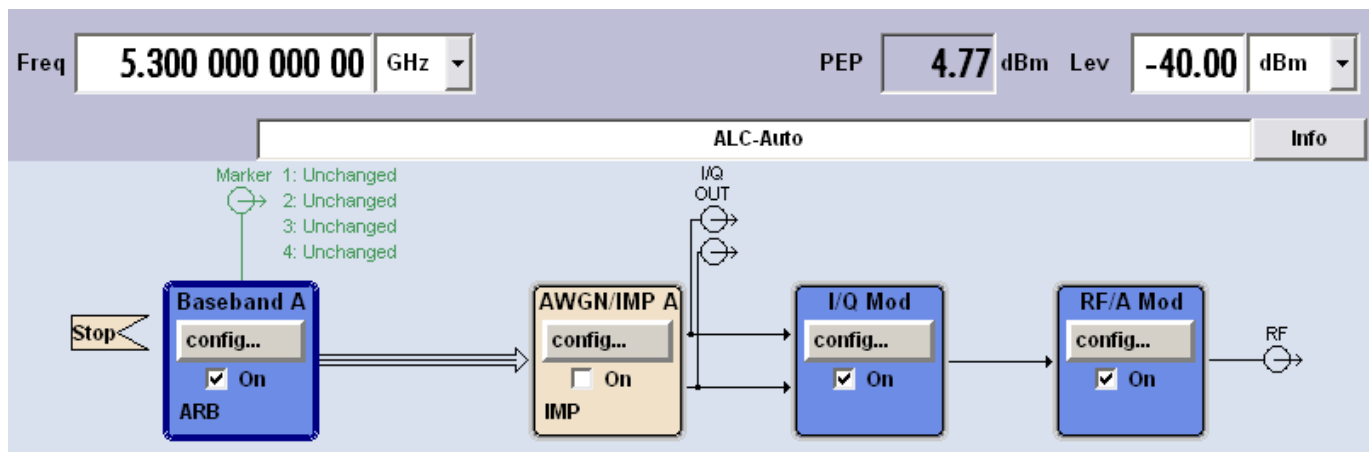 Freq 5.300 000 000 00 GHz PEP 4.77 dBm Lev -40.00 dBm
ALC-Auto Info
Marker 1: Unchanged
2: Unchanged
3: Unchanged
4: Unchanged
I/Q
OUT
Stop
Baseband A
config...
On
ARB
AWGN/IMP A
config...
On
IMP
I/Q Mod
config...
On
RF/A Mod
config...
On
RF